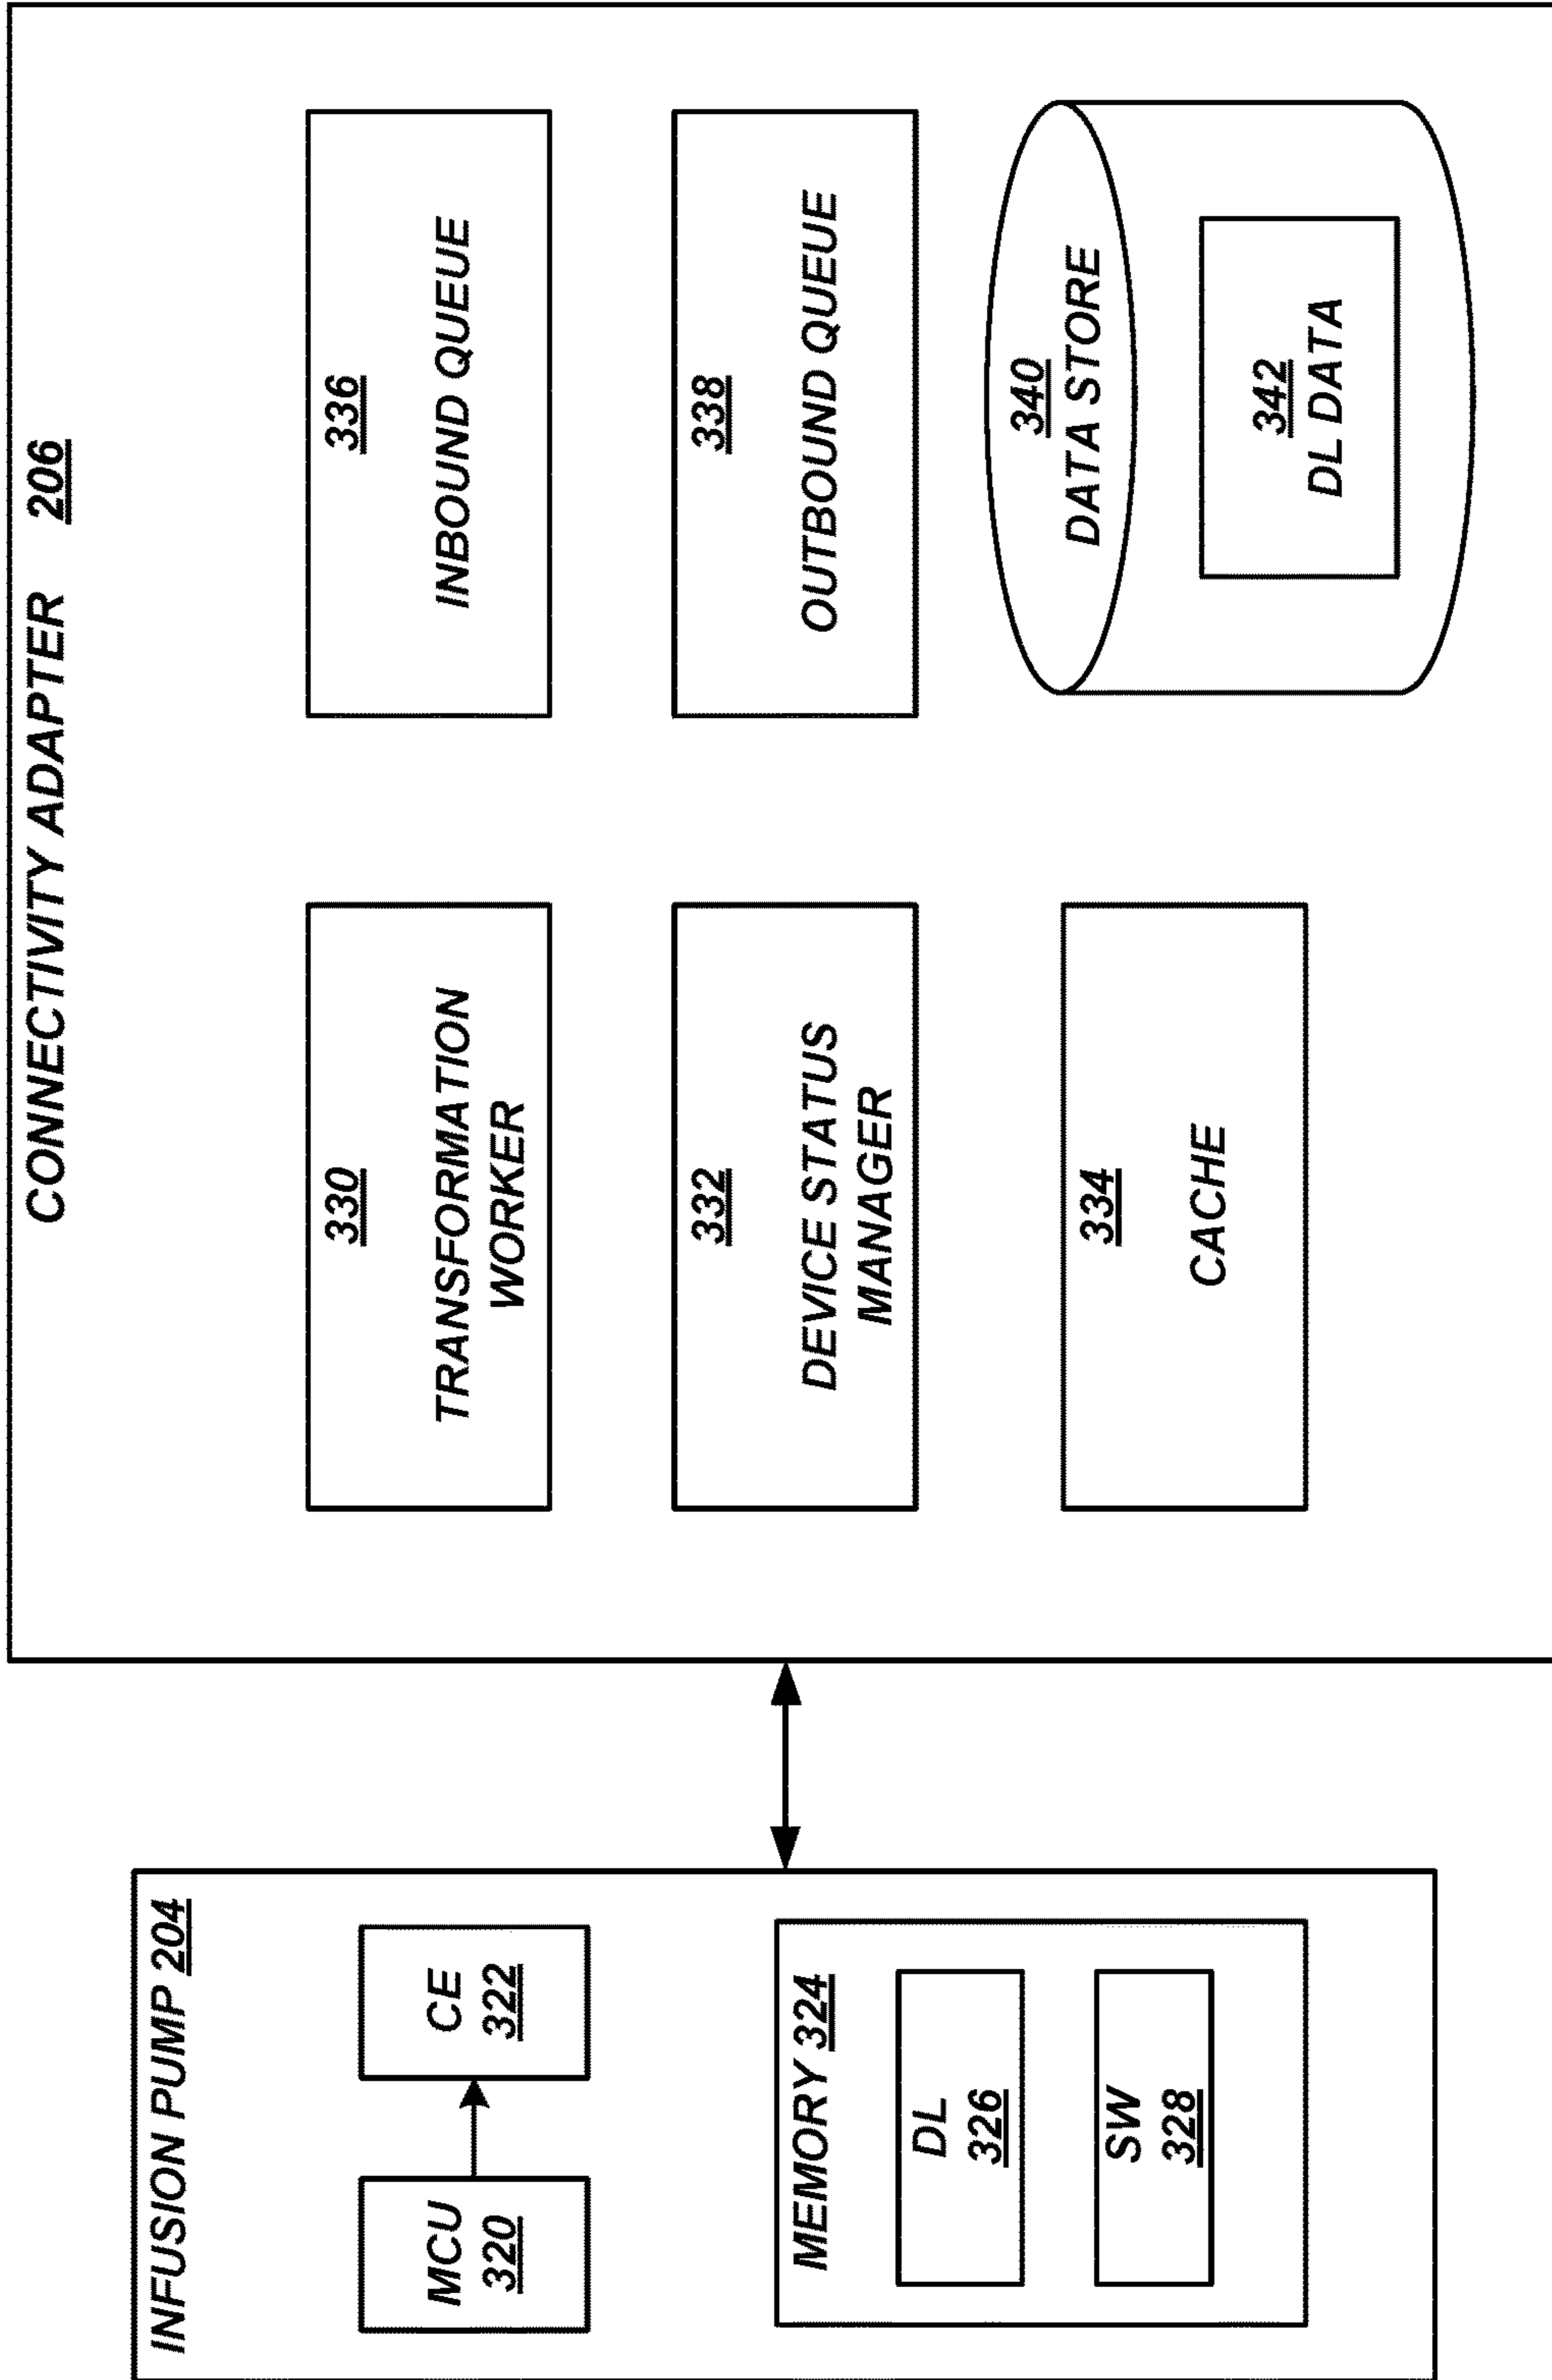 INFUSION PUMP 204
MCU
320
CE
322
MEMORY 324
DL
326
SW
328
CONNECTIVITY ADAPTER 206
330
TRANSFORMATION
WORKER
336
INBOUND QUEUE
332
DEVICE STATUS
MANAGER
338
OUTBOUND QUEUE
334
CACHE
340
DATA STORE
342
DL DATA